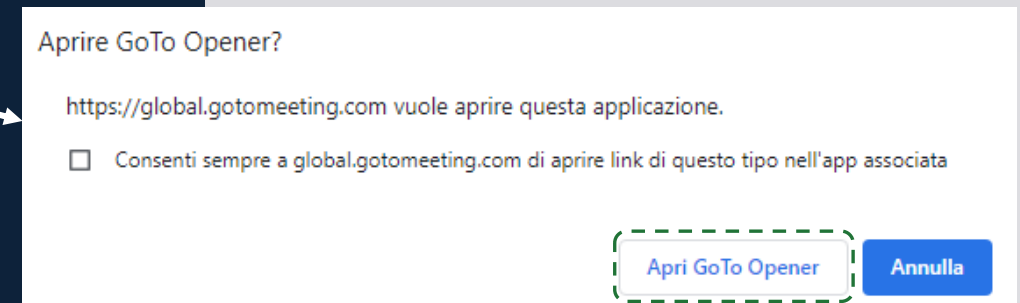 Aprire GoTo Opener?
https://global.gotomeeting.com vuole aprire questa applicazione.
Consenti sempre a global.gotomeeting.com di aprire link di questo tipo nell'app associata
Apri GoTo Opener
Annulla